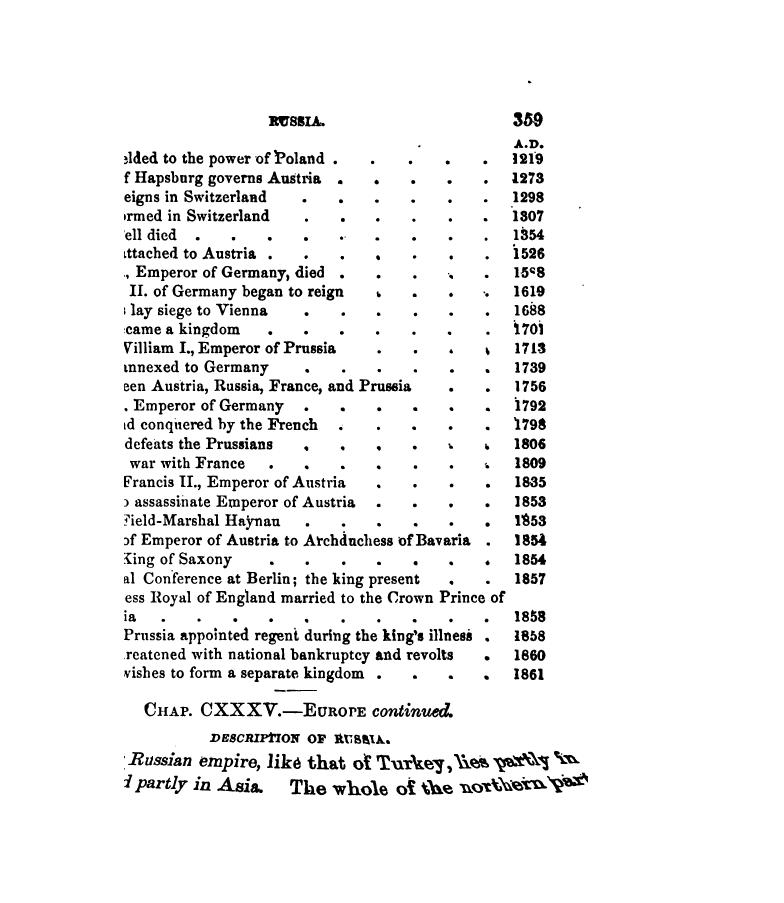 RUSSIA. 359
A.D.
elded to the power of Poland . . . . . 1219
f Hapsburg governs Austria . . . . . 1273
eigns in Switzerland . . . . . . 1298
ormed in Switzerland . . . . . . 1307
ell died . . . . . . . . . 1354
attached to Austria . . . . . . . 1526
., Emperor of Germany, died . . . . . 1598
II. of Germany began to reign . . . . 1619
lay siege to Vienna . . . . . . 1688
came a kingdom . . . . . . . 1701
William I., Emperor of Prussia . . . . 1713
annexed to Germany . . . . . . 1739
een Austria, Russia, France, and Prussia . . 1756
. Emperor of Germany . . . . . . 1792
d conquered by the French . . . . . 1798
defeats the Prussians . . . . . . 1806
war with France . . . . . . . 1809
Francis II., Emperor of Austria . . . . 1835
o assassinate Emperor of Austria . . . . 1853
Field-Marshal Haynau . . . . . . 1853
of Emperor of Austria to Archduchess of Bavaria . 1854
King of Saxony . . . . . . . 1854
al Conference at Berlin; the king present . . 1857
ess Royal of England married to the Crown Prince of
ia . . . . . . . . . . 1858
Prussia appointed regent during the king's illness . 1858
reatened with national bankruptcy and revolts . 1860
wishes to form a separate kingdom . . . . 1861
CHAP. CXXXV.—EUROPE continued.
DESCRIPTION OF RUSSIA.
Russian empire, like that of Turkey, lies partly in
d partly in Asia. The whole of the northern part